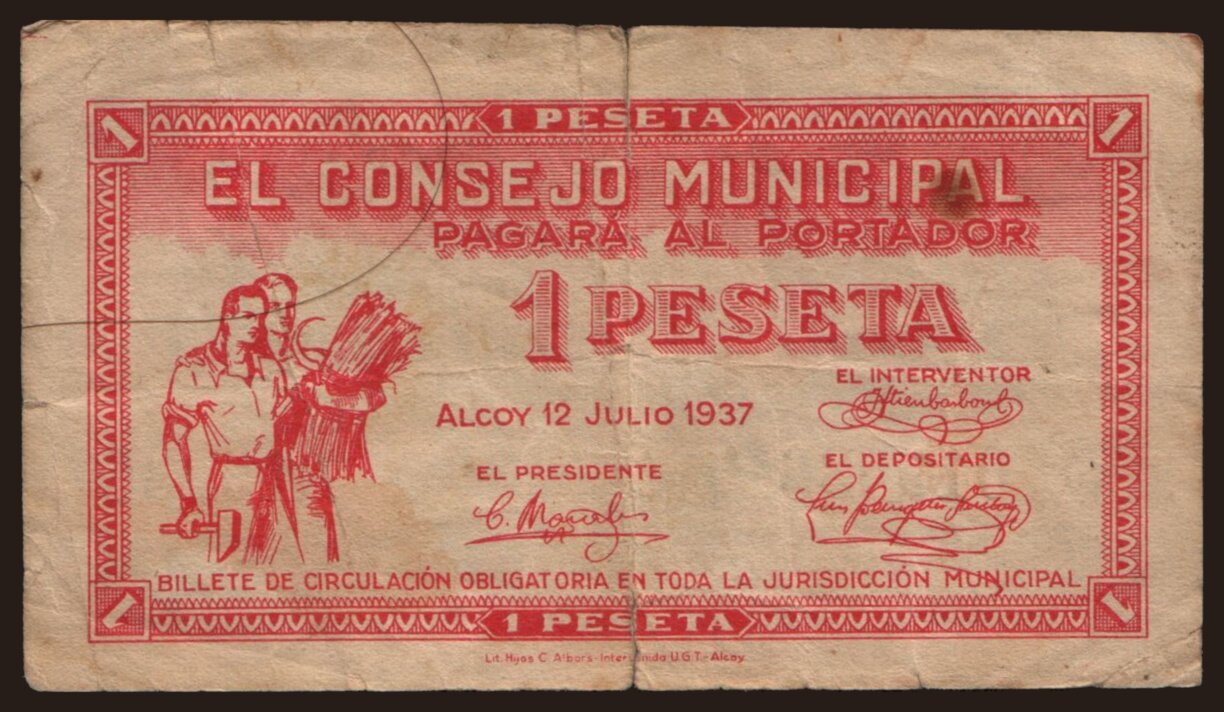 1 PESETA
1 1
EL CONSEJO MUNICIPAL
PAGARÁ AL PORTADOR
1 PESETA
EL INTERVENTOR
ALCOY 12 JULIO 1937
EL PRESIDENTE
EL DEPOSITARIO
BILLETE DE CIRCULACIÓN OBLIGATORIA EN TODA LA JURISDICCIÓN MUNICIPAL
1 1
1 PESETA
Lit. Hijos C. Albors-Inter nida U.G.T.-Alcoy